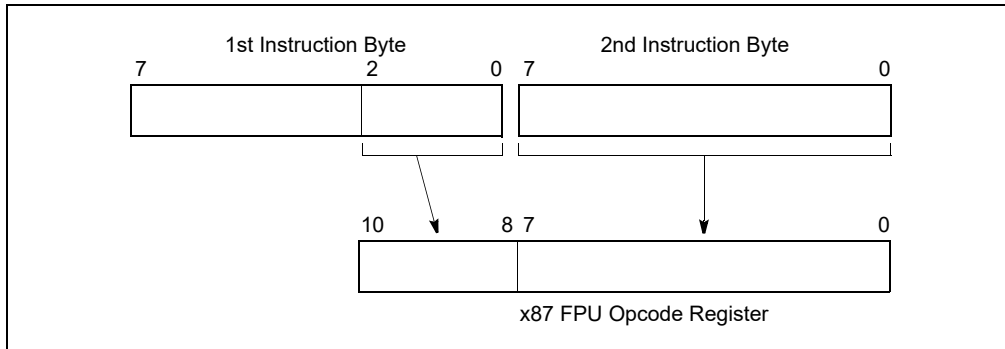 1st Instruction Byte 2nd Instruction Byte
7 2 0 7 0
10 8 7 0
x87 FPU Opcode Register